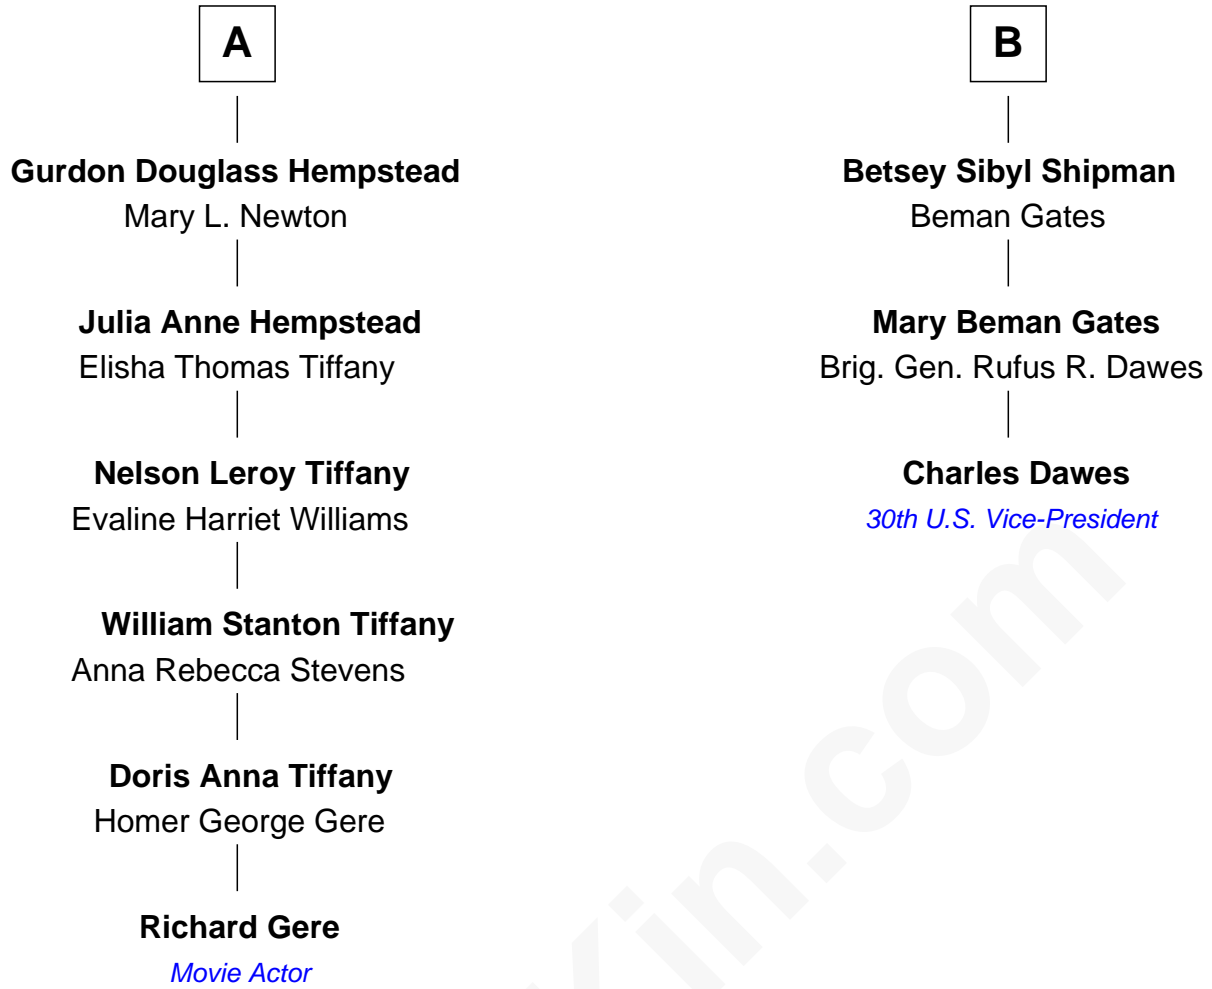 A
Gurdon Douglass Hempstead
Mary L. Newton
Julia Anne Hempstead
Elisha Thomas Tiffany
Nelson Leroy Tiffany
Evaline Harriet Williams
William Stanton Tiffany
Anna Rebecca Stevens
Doris Anna Tiffany
Homer George Gere
Richard Gere
Movie Actor
B
Betsey Sibyl Shipman
Beman Gates
Mary Beman Gates
Brig. Gen. Rufus R. Dawes
Charles Dawes
30th U.S. Vice-President
Kin.com